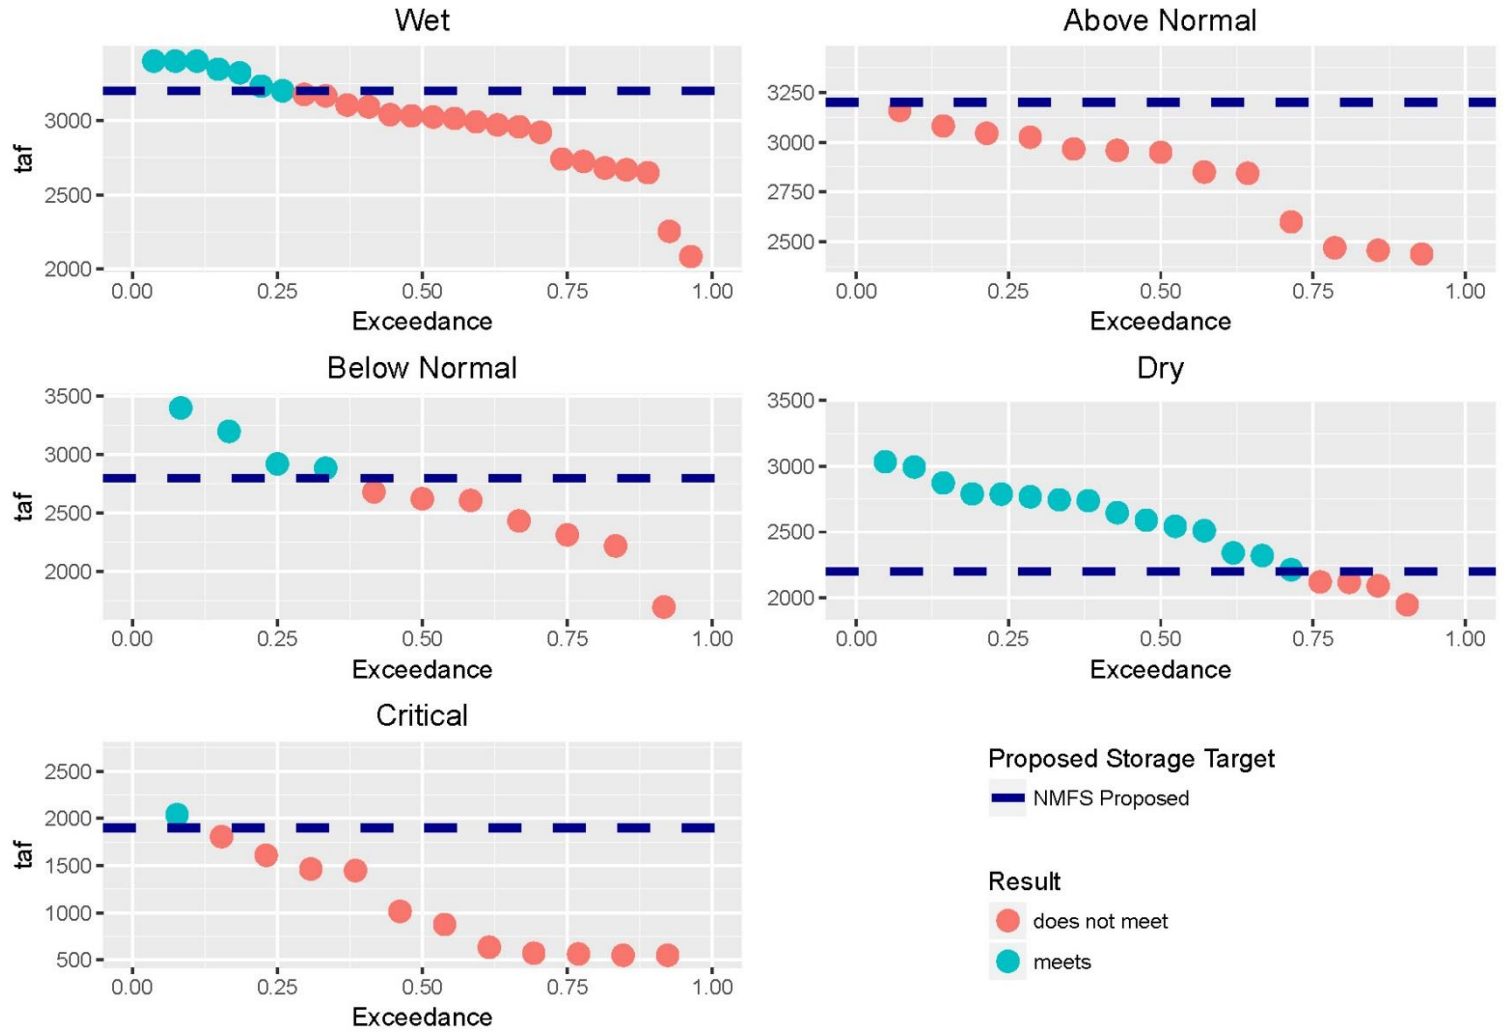 Wet
taf
3000
2500
2000
0.00 0.25 0.50 0.75 1.00
Exceedance
Above Normal
3250
3000
2750
2500
0.00 0.25 0.50 0.75 1.00
Exceedance
Below Normal
taf
3500
3000
2500
2000
0.00 0.25 0.50 0.75 1.00
Exceedance
Dry
3500
3000
2500
2000
0.00 0.25 0.50 0.75 1.00
Exceedance
Critical
taf
2500
2000
1500
1000
500
0.00 0.25 0.50 0.75 1.00
Exceedance
Proposed Storage Target
NMFS Proposed
Result
does not meet
meets